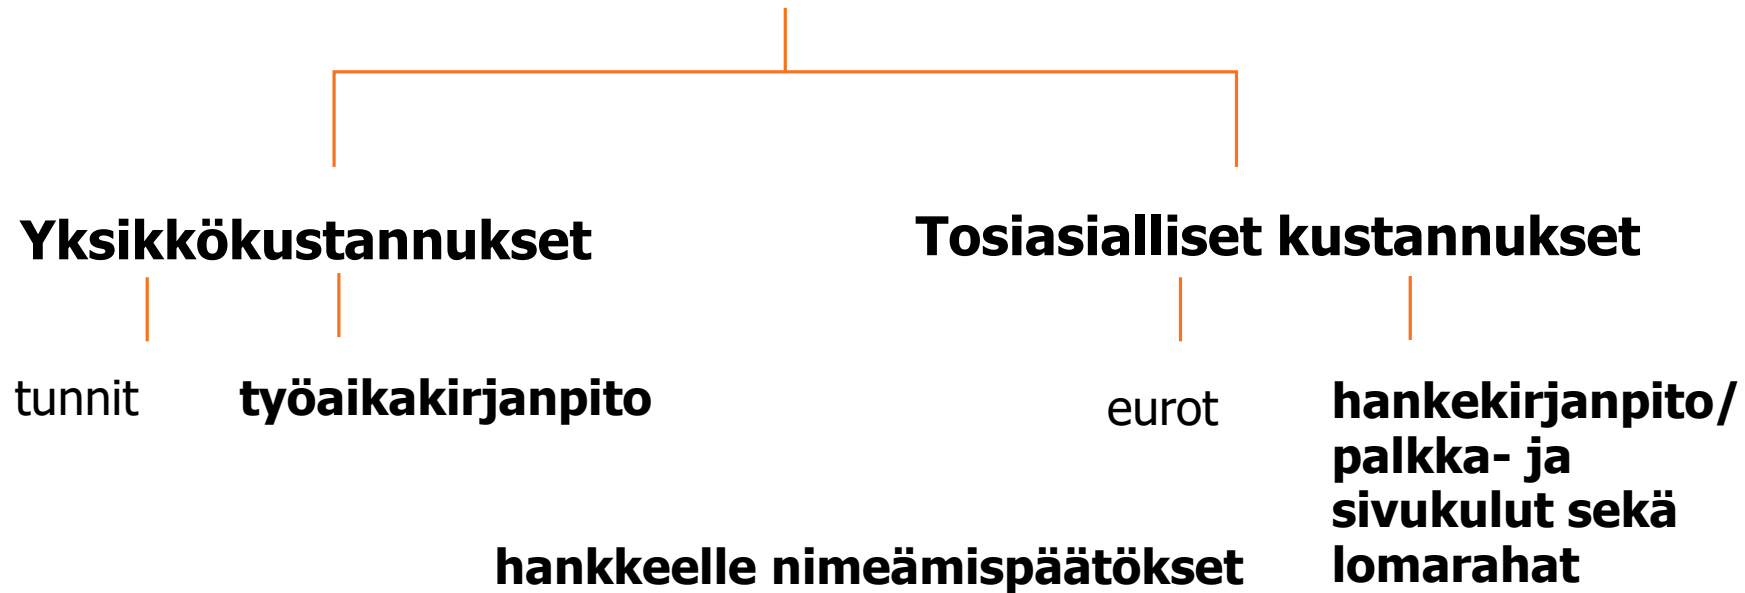 Yksikkökustannukset
Tosiasialliset kustannukset
tunnit
työaikakirjanpito
eurot
hankekirjanpito/
palkka- ja
sivukulut sekä
lomarahat
hankkeelle nimeämispäätökset